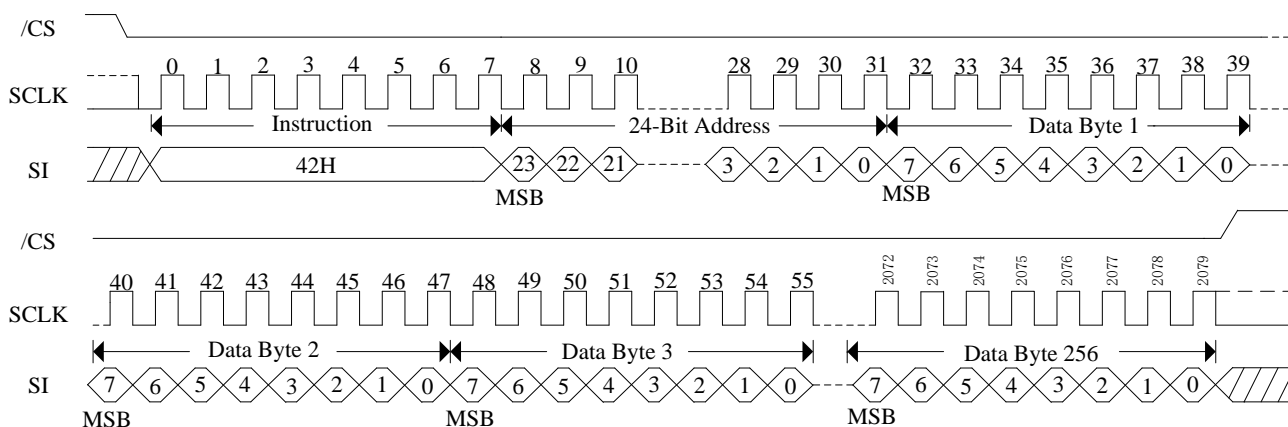 /CS
0 1 2 3 4 5 6 7 8 9 10 28 29 30 31 32 33 34 35 36 37 38 39
SCLK
Instruction 24-Bit Address Data Byte 1
SI 42H 23 22 21 3 2 1 0 7 6 5 4 3 2 1 0
MSB MSB
/CS
40 41 42 43 44 45 46 47 48 49 50 51 52 53 54 55 2072 2073 2074 2075 2076 2077 2078 2079
SCLK
Data Byte 2 Data Byte 3 Data Byte 256
SI 7 6 5 4 3 2 1 0 7 6 5 4 3 2 1 0 7 6 5 4 3 2 1 0
MSB MSB MSB